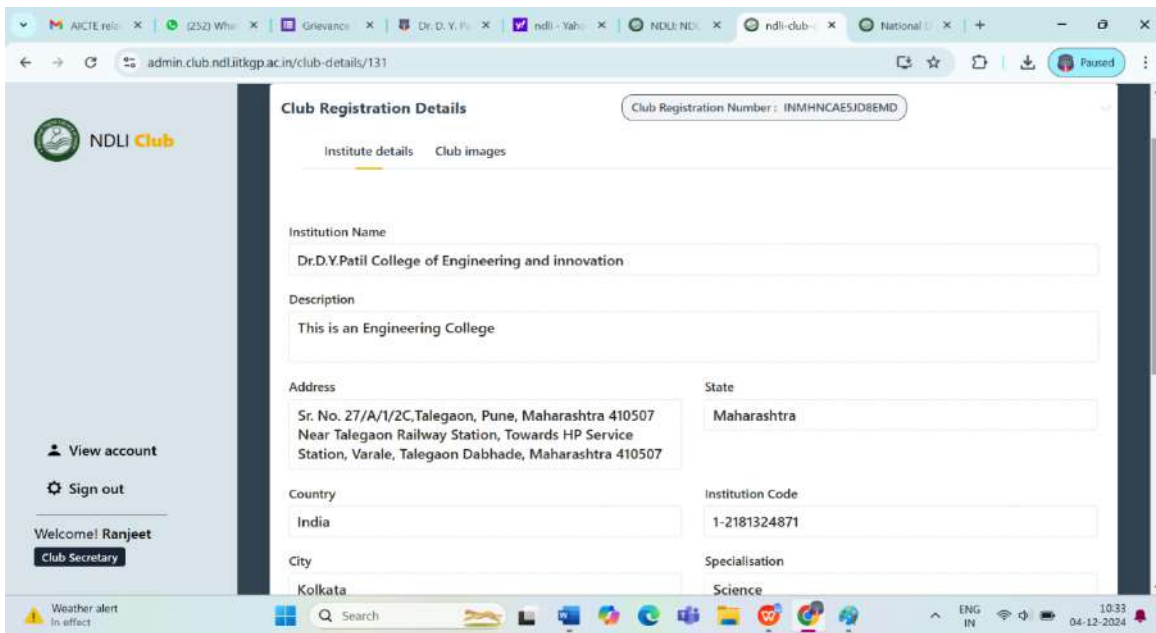 AICTE rela
(252) Wha
Grievance
Dr. D. Y. Pa
ndli - Yaho
NDLI: NDL
ndli-club-
National D
admin.club.ndl.iitkgp.ac.in/club-details/131
Paused
NDLI Club
Club Registration Details
Club Registration Number : INMHNCAE5JD8EMD
Institute details
Club images
Institution Name
Dr.D.Y.Patil College of Engineering and innovation
Description
This is an Engineering College
Address
State
Sr. No. 27/A/1/2C,Talegaon, Pune, Maharashtra 410507
Near Talegaon Railway Station, Towards HP Service
Station, Varale, Talegaon Dabhade, Maharashtra 410507
Maharashtra
Country
Institution Code
India
1-2181324871
City
Specialisation
Kolkata
Science
View account
Sign out
Welcome! Ranjeet
Club Secretary
Weather alert
In effect
Search
ENG
IN
10:33
04-12-2024